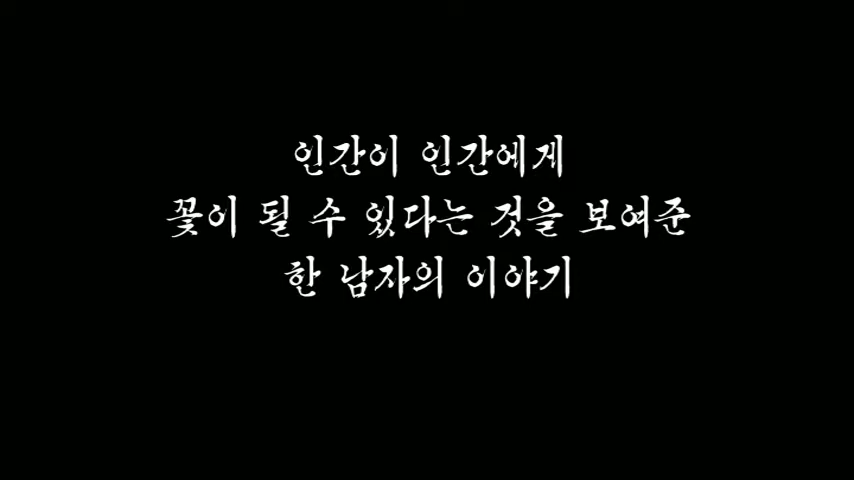 인간이 인간에게
꽃이 될 수 있다는 것을 보여준
한 남자의 이야기